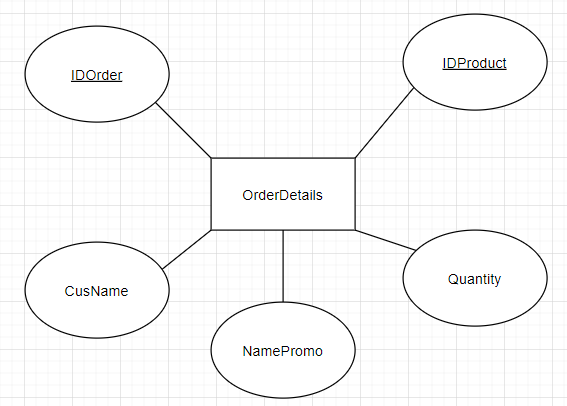 IDOrder
IDProduct
OrderDetails
CusName
Quantity
NamePromo